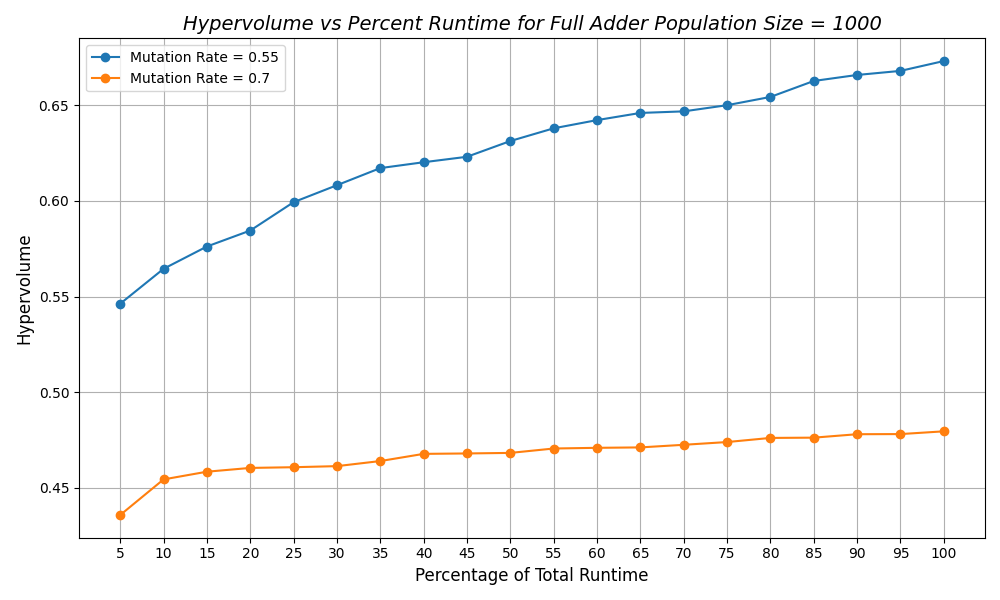 Hypervolume vs Percent Runtime for Full Adder Population Size = 1000
Mutation Rate = 0.55
Mutation Rate = 0.7
Hypervolume
0.65
0.60
0.55
0.50
0.45
5 10 15 20 25 30 35 40 45 50 55 60 65 70 75 80 85 90 95 100
Percentage of Total Runtime